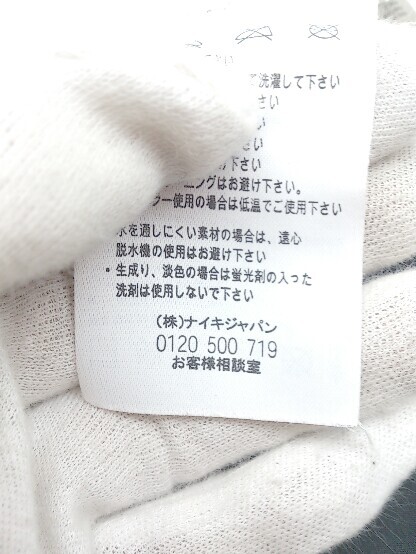 洗濯して下さい
さい
い
さい
け下さい
ニングはお避け下さい。
ラー使用の場合は低温でご使用下さい
水を通しにくい素材の場合は、遠心
脱水機の使用はお避け下さい
・生成り、淡色の場合は蛍光剤の入った
洗剤は使用しないで下さい
(株)ナイキジャパン
0120 500 719
お客様相談室